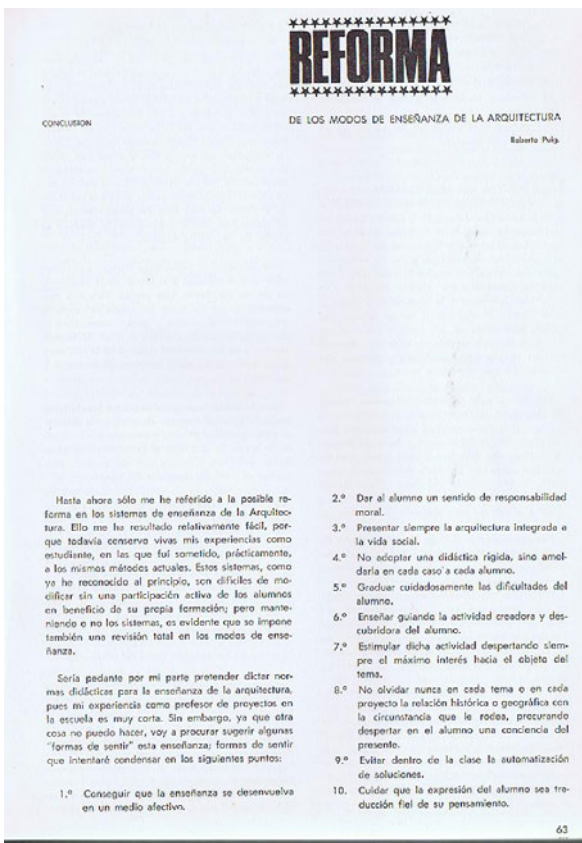 REFORMA
DE LOS MODOS DE ENSEÑANZA DE LA ARQUITECTURA
Roberto Puig.
CONCLUSION
Hasta ahora sólo me he referido a la posible re-
forma en los sistemas de enseñanza de la Arquitec-
tura. Ello me ha resultado relativamente fácil, por-
que todavía conservo vivas mis experiencias como
estudiante, en las que fuí sometido, prácticamente,
a los mismos métodos actuales. Estos sistemas, como
ya he reconocido al principio, son difíciles de mo-
dificar sin una participación activa de los alumnos
en beneficio de su propia formación; pero mante-
niendo o no los sistemas, es evidente que se impone
también una revisión total en los modos de ense-
ñanza.
Sería pedante por mi parte pretender dictar nor-
mas didácticas para la enseñanza de la arquitectura,
pues mi experiencia como profesor de proyectos en
la escuela es muy corta. Sin embargo, ya que otra
cosa no puedo hacer, voy a procurar sugerir algunas
"formas de sentir" esta enseñanza; formas de sentir
que intentaré condensar en los siguientes puntos:
1.º Conseguir que la enseñanza se desenvuelva
en un medio afectivo.
2.º Dar al alumno un sentido de responsabilidad
moral.
3.º Presentar siempre la arquitectura integrada a
la vida social.
4.º No adoptar una didáctica rígida, sino amol-
darla en cada caso a cada alumno.
5.º Graduar cuidadosamente las dificultades del
alumno.
6.º Enseñar guiando la actividad creadora y des-
cubridora del alumno.
7.º Estimular dicha actividad despertando siem-
pre el máximo interés hacia el objeto del
tema.
8.º No olvidar nunca en cada tema o en cada
proyecto la relación histórica o geográfica con
la circunstancia que le rodea, procurando
despertar en el alumno una conciencia del
presente.
9.º Evitar dentro de la clase la automatización
de soluciones.
10. Cuidar que la expresión del alumno sea tra-
ducción fiel de su pensamiento.
63